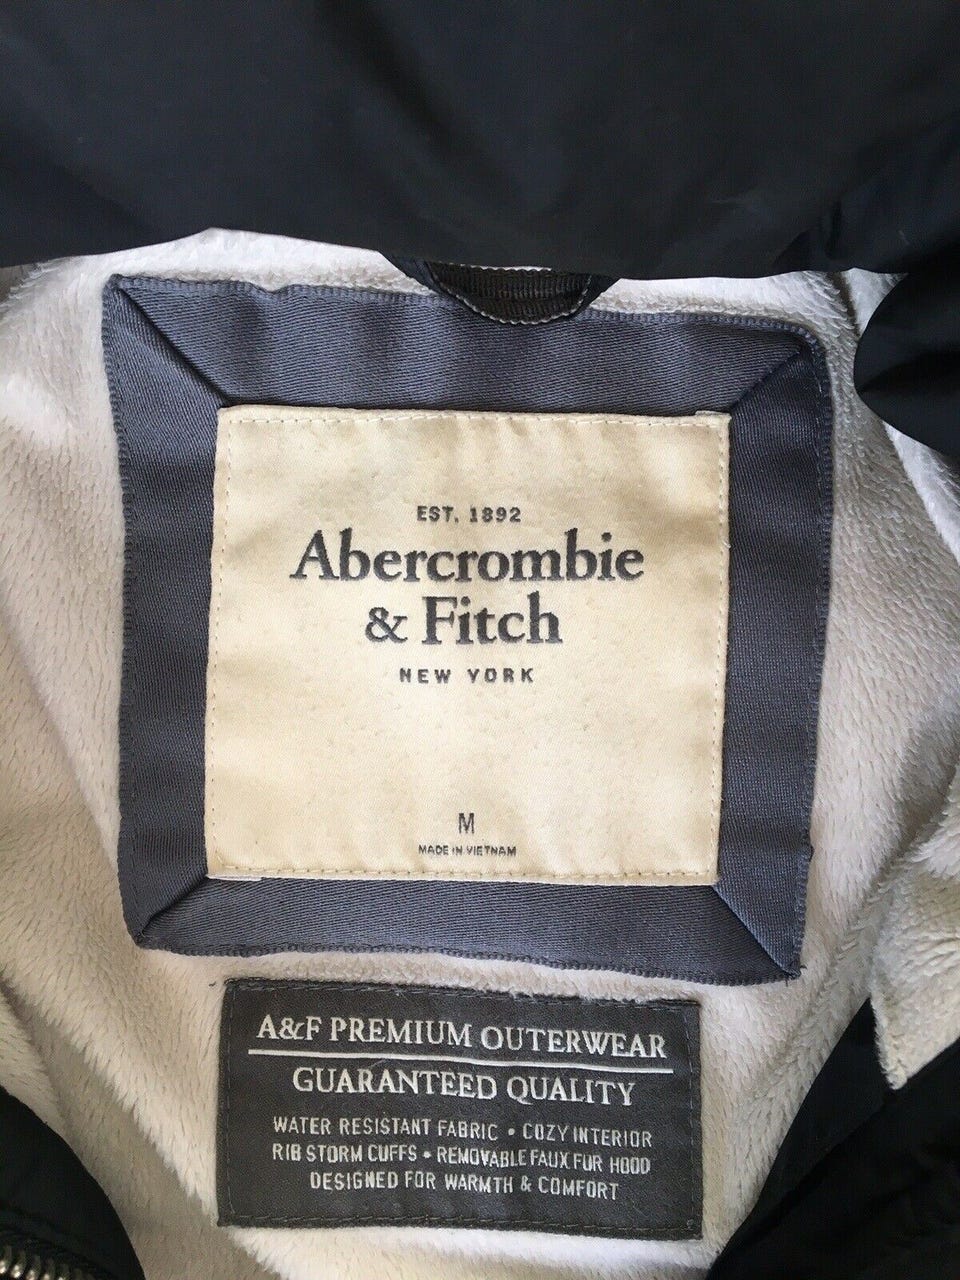 EST. 1892
Abercrombie
& Fitch
NEW YORK
M
MADE IN VIETNAM
A&F PREMIUM OUTERWEAR
GUARANTEED QUALITY
WATER RESISTANT FABRIC • COZY INTERIOR
RIB STORM CUFFS • REMOVABLE FAUX FUR HOOD
DESIGNED FOR WARMTH & COMFORT